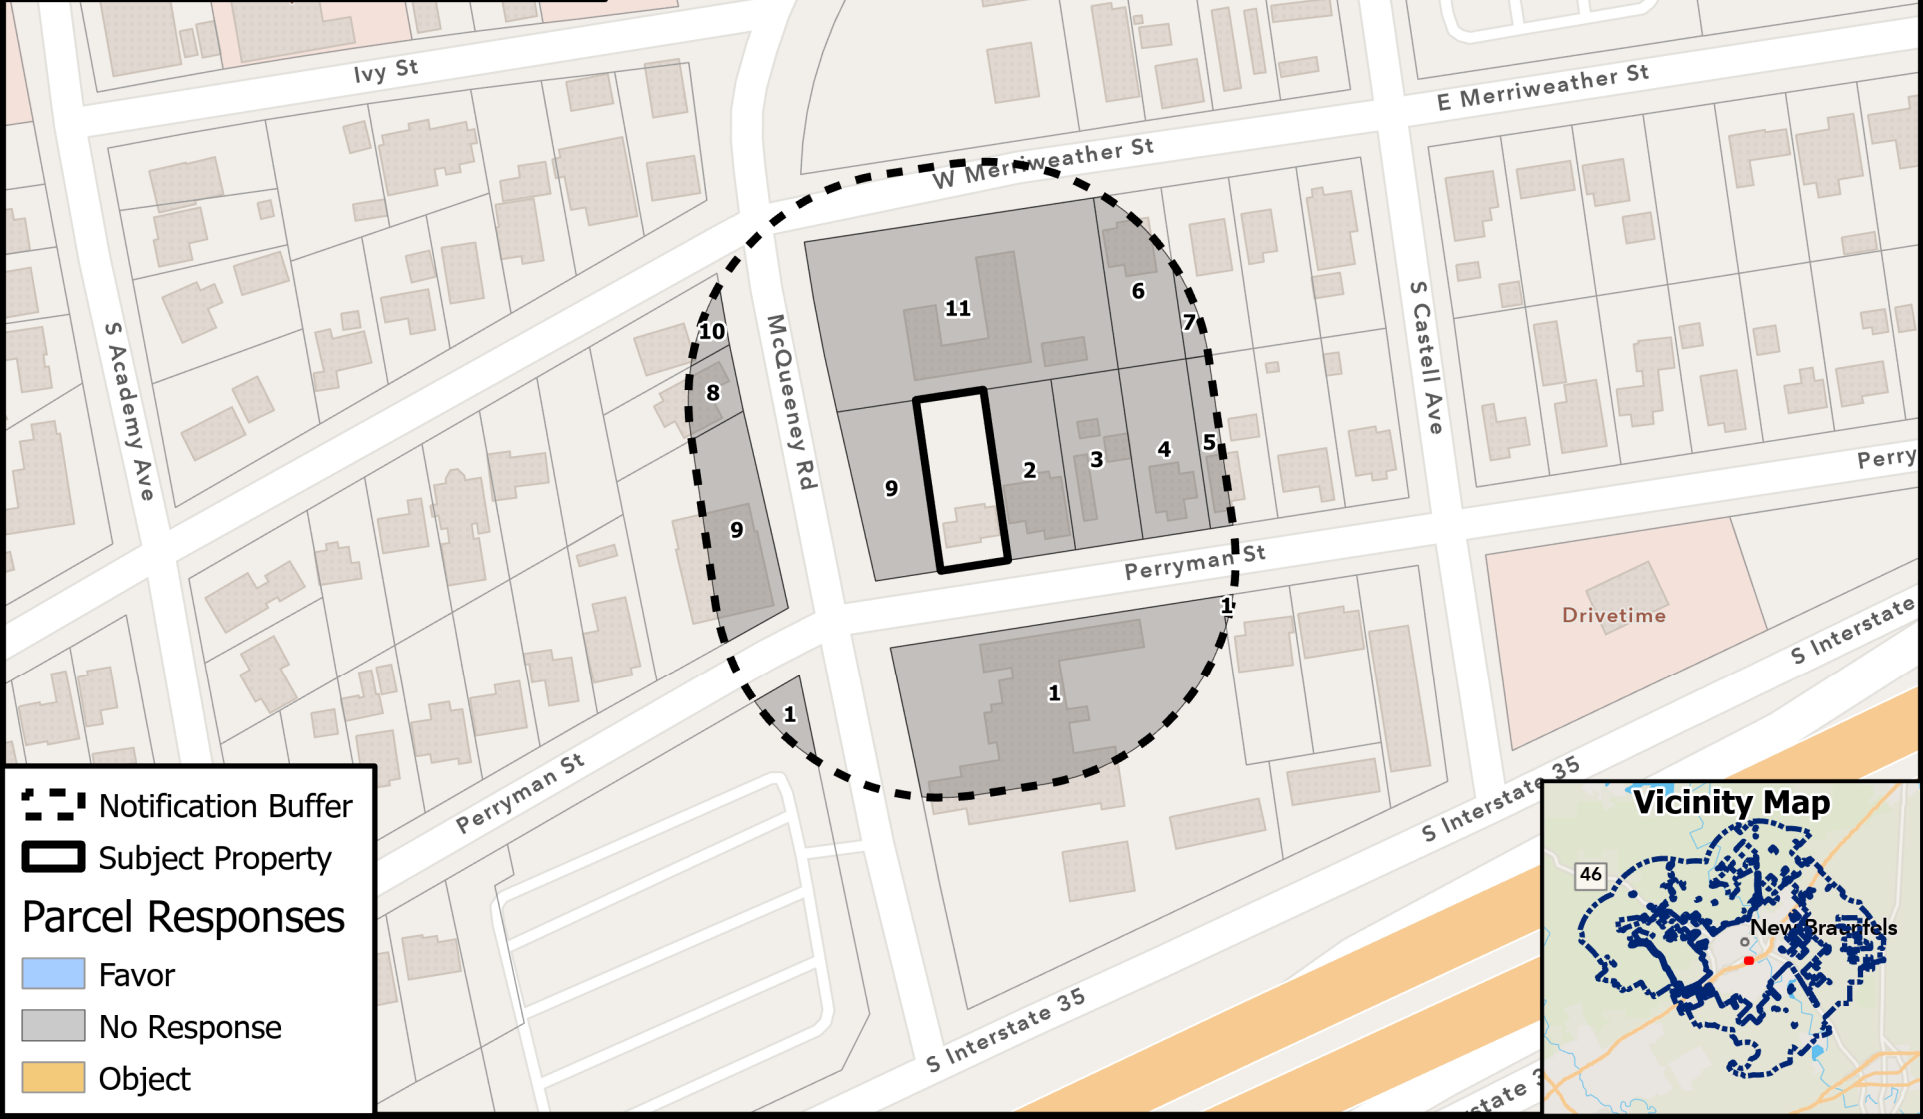 Ivy St
E Merriweather St
W Merriweather St
S Academy Ave
McQueeney Rd
S Castell Ave
11
6
7
10
8
9
2
3
4
5
9
Perry
Perryman St
1
Drivetime
S Interstate
1
1
Perryman St
S Interstate 35
S Interstate 35
Notification Buffer
Subject Property
Parcel Responses
Favor
No Response
Object
Vicinity Map
46
New Braunfels